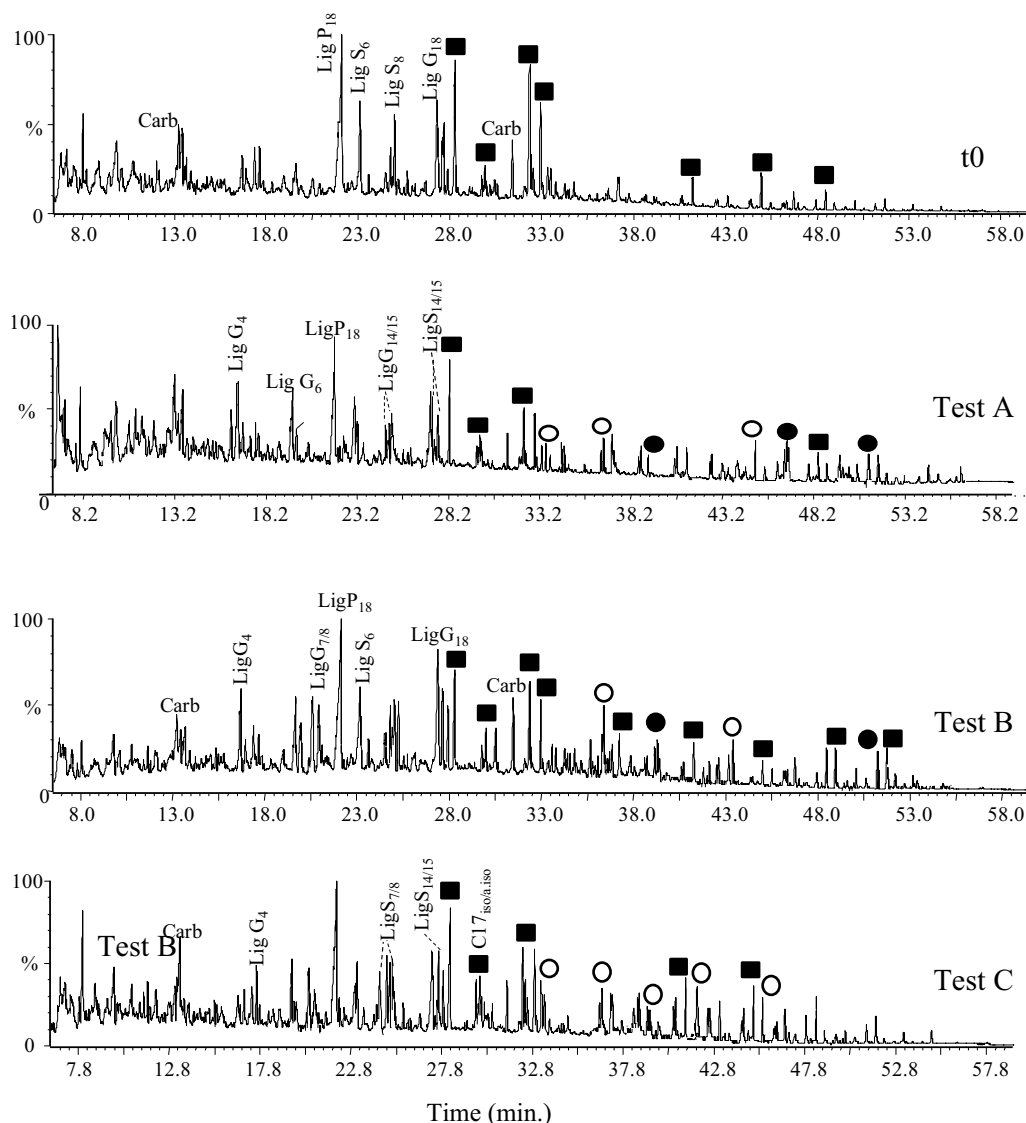 100
%
0
Carb
Lig P18
Lig S6
Lig S8
Lig G18
Carb
t0
8.0 13.0 18.0 23.0 28.0 33.0 38.0 43.0 48.0 53.0 58.0
100
%
0
Lig G4
Lig G6
LigP18
LigG14/15
LigS14/15
Test A
8.2 13.2 18.2 23.2 28.2 33.2 38.2 43.2 48.2 53.2 58.2
100
%
0
Carb
LigG4
LigG7/8
LigP18
Lig S6
LigG18
Carb
Test B
8.0 13.0 18.0 23.0 28.0 33.0 38.0 43.0 48.0 53.0 58.0
100
%
0
Test B
Carb
Lig G4
LigS7/8
LigS14/15
C17iso/a.iso
Test C
7.8 12.8 17.8 22.8 27.8 32.8 37.8 42.8 47.8 52.8 57.8
Time (min.)